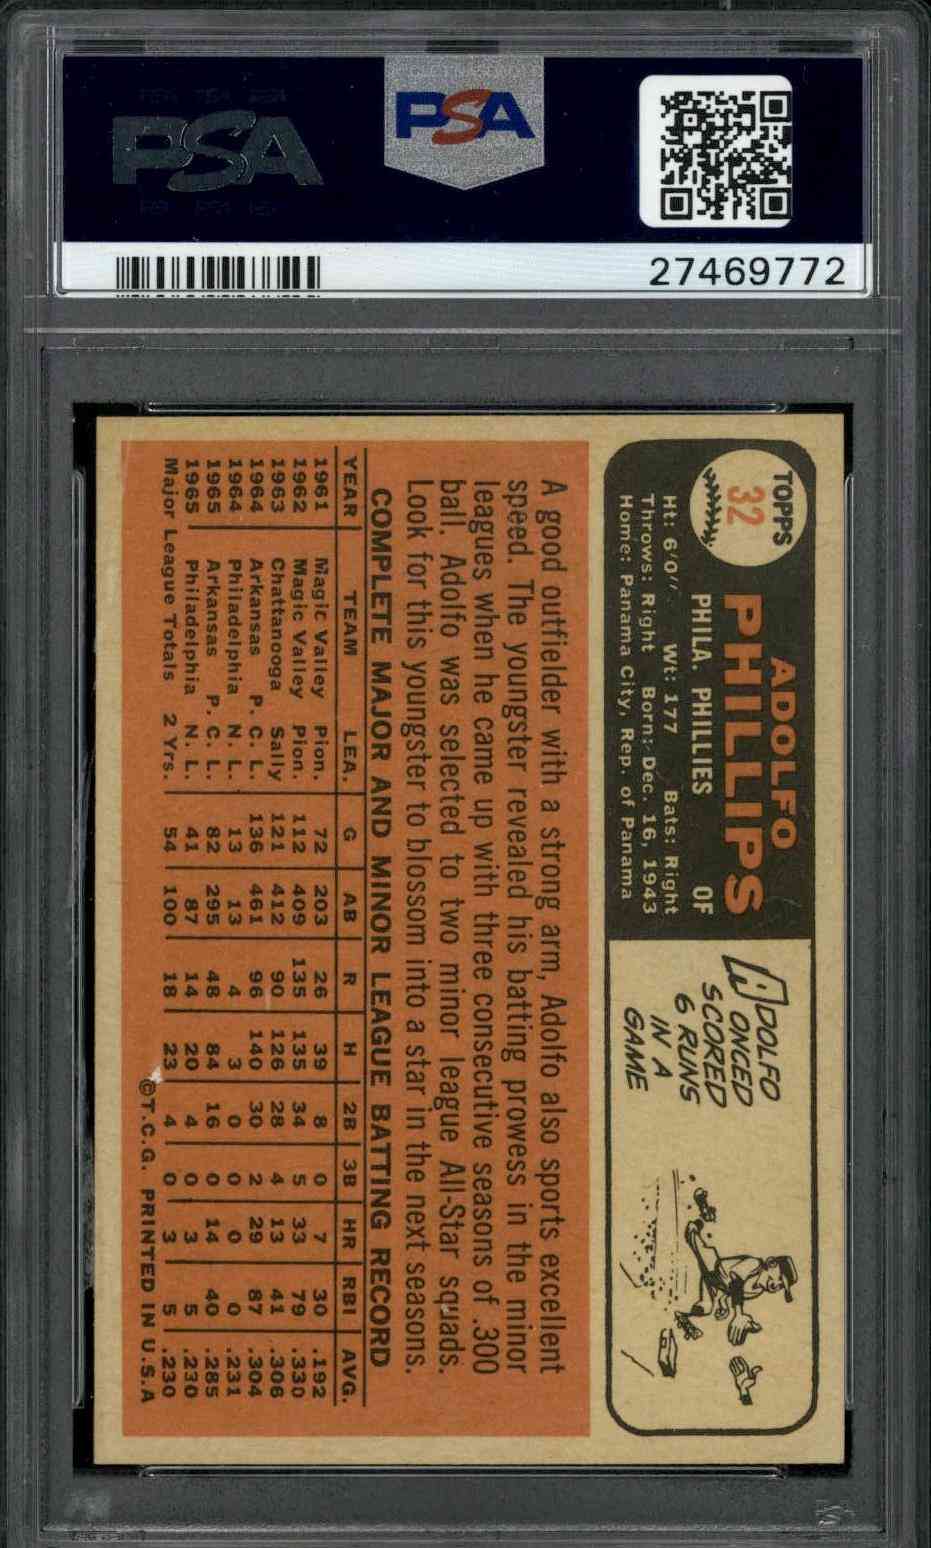 PSA
PSA
27469772
TOPPS
32
ADOLFO
PHILLIPS
PHILA. PHILLIES OF
Ht: 6'0" Wt: 177 Bats: Right
Throws: Right Born: Dec. 16, 1943
Home: Panama City, Rep. of Panama
ADOLFO
ONCED
SCORED
6 RUNS
IN A
GAME
A good outfielder with a strong arm, Adolfo also sports excellent
speed. The youngster revealed his batting prowess in the minor
leagues when he came up with three consecutive seasons of .300
ball. Adolfo was selected to two minor league All-Star squads.
Look for this youngster to blossom into a star in the next seasons.
COMPLETE MAJOR AND MINOR LEAGUE BATTING RECORD
YEAR TEAM LEA. G AB R H 2B 3B HR RBI AVG.
1961 Magic Valley Pion. 72 203 26 39 8 0 7 30 .192
1962 Magic Valley Pion. 112 409 135 135 34 5 33 79 .330
1963 Chattanooga Sally 121 412 90 126 28 4 13 41 .306
1964 Arkansas P. C. L. 136 461 96 140 30 2 29 87 .304
1964 Philadelphia N. L. 13 13 4 3 0 0 0 0 .231
1965 Arkansas P. C. L. 82 295 48 84 16 0 14 40 .285
1965 Philadelphia N. L. 41 87 14 20 4 0 3 5 .230
Major League Totals 2 Yrs. 54 100 18 23 4 0 3 5 .230
©T.C.G. PRINTED IN U.S.A